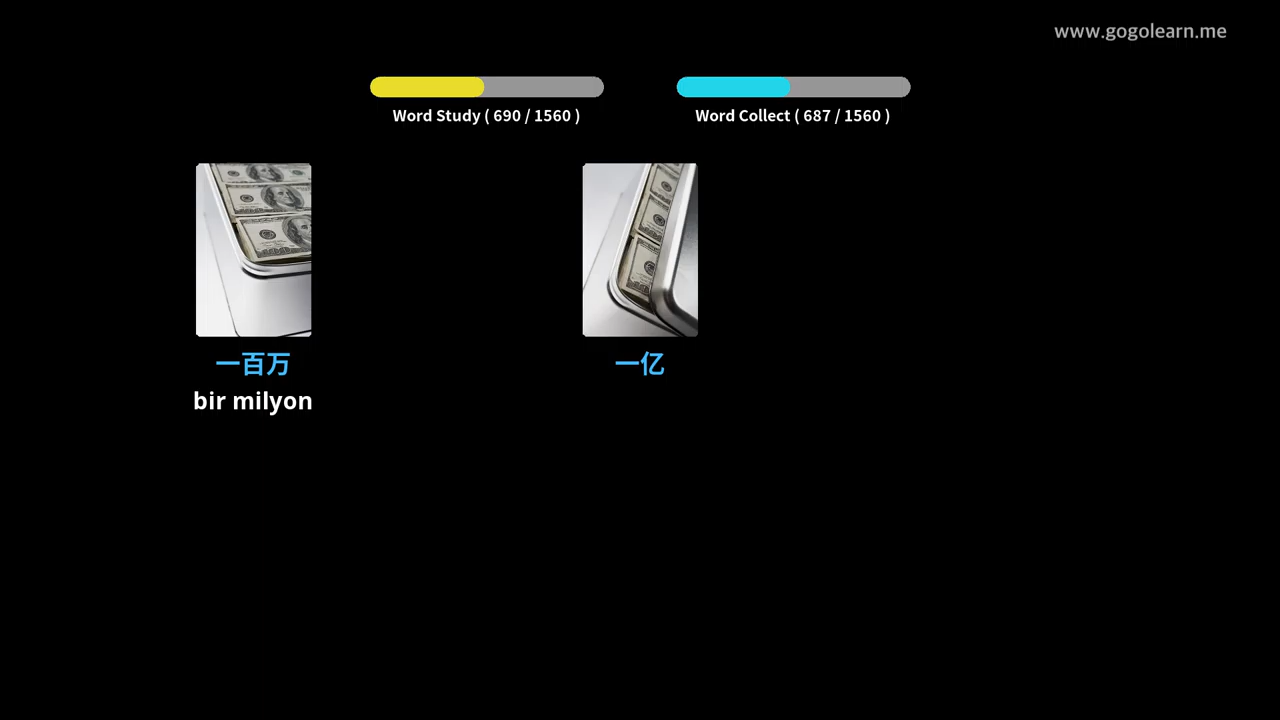 www.gogolearn.me
Word Study ( 690 / 1560 )
Word Collect ( 687 / 1560 )
一百万
bir milyon
一亿